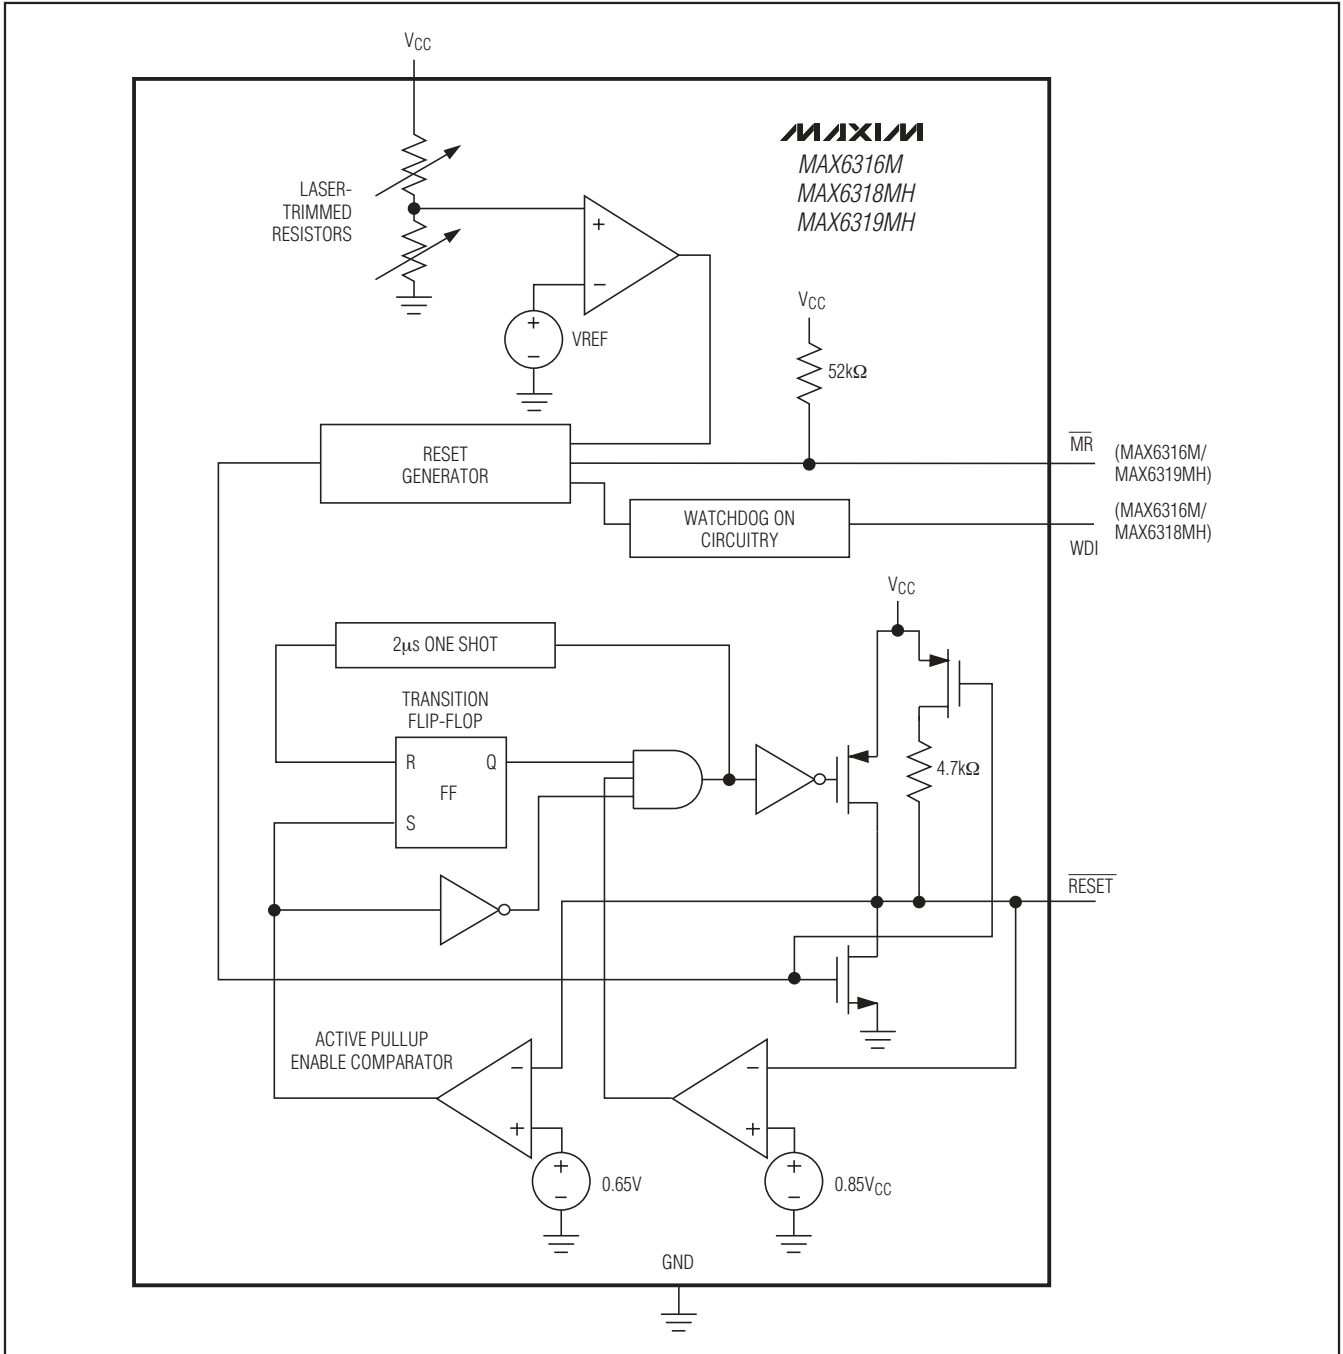 VCC
MAXIM
MAX6316M
MAX6318MH
MAX6319MH
LASER-
TRIMMED
RESISTORS
+
−
+
−
VREF
VCC
52kΩ
RESET
GENERATOR
MR
(MAX6316M/
MAX6319MH)
WATCHDOG ON
CIRCUITRY
(MAX6316M/
MAX6318MH)
WDI
VCC
2µs ONE SHOT
TRANSITION
FLIP-FLOP
R
Q
FF
S
4.7kΩ
RESET
ACTIVE PULLUP
ENABLE COMPARATOR
−
+
−
+
+
−
0.65V
+
−
0.85VCC
GND